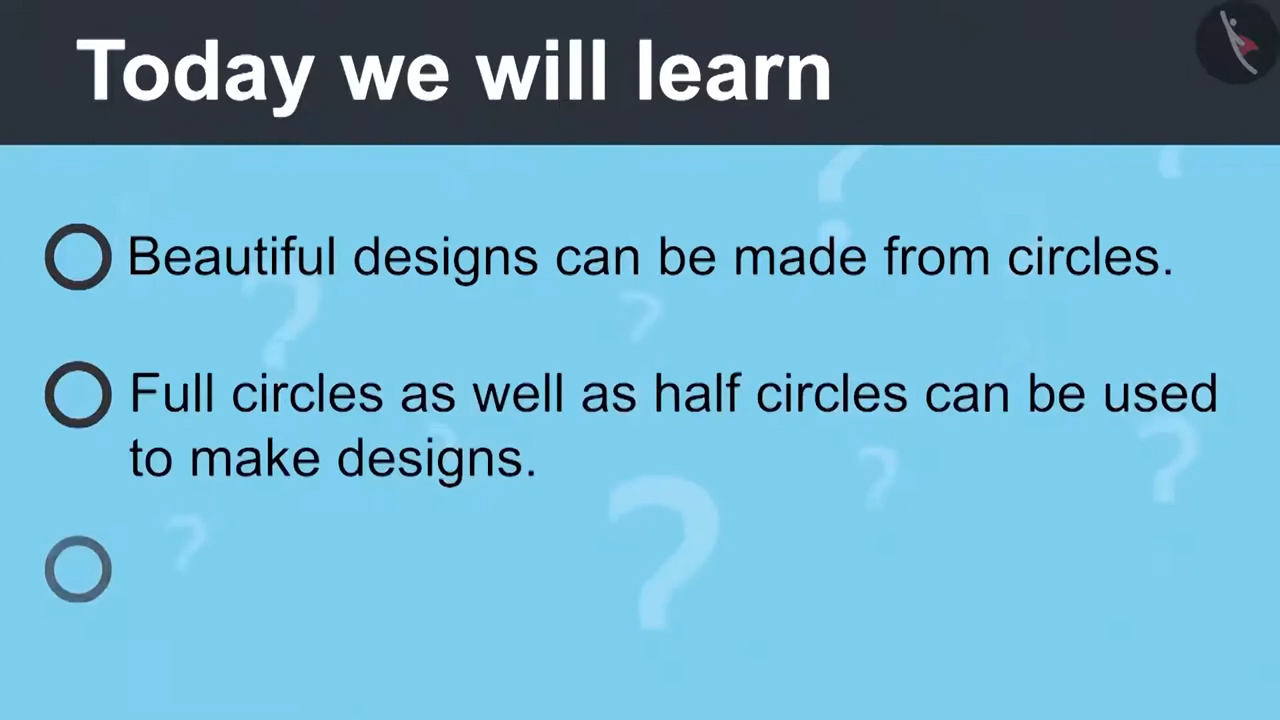 Today we will learn
Beautiful designs can be made from circles.
Full circles as well as half circles can be used
to make designs.